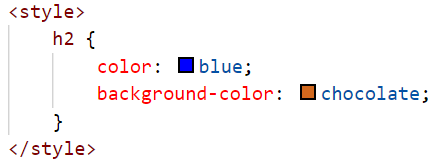 <style>
h2 {
color: blue;
background-color: chocolate;
}
</style>